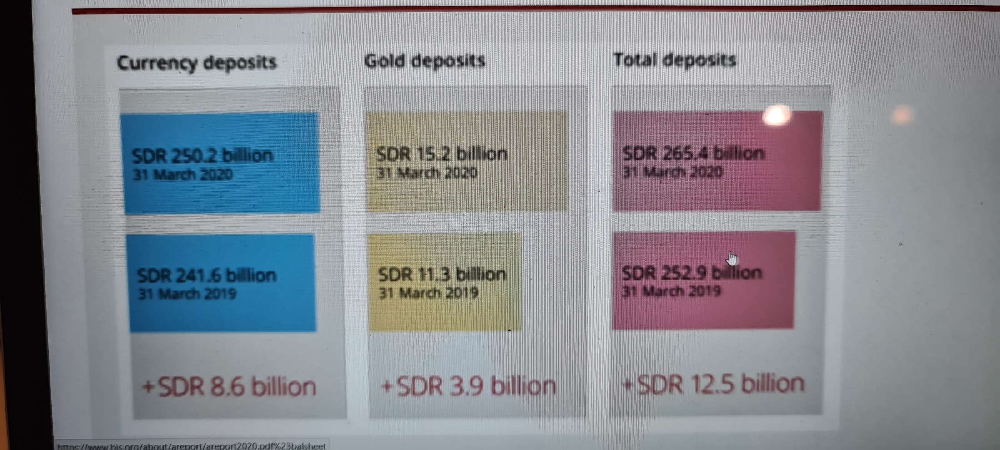 Currency deposits
SDR 250.2 billion
31 March 2020
SDR 241.6 billion
31 March 2019
+SDR 8.6 billion
Gold deposits
SDR 15.2 billion
31 March 2020
SDR 11.3 billion
31 March 2019
+SDR 3.9 billion
Total deposits
SDR 265.4 billion
31 March 2020
SDR 252.9 billion
31 March 2019
+SDR 12.5 billion
https://www.bis.org/about/areport/areport2020.pdf%23balsheet